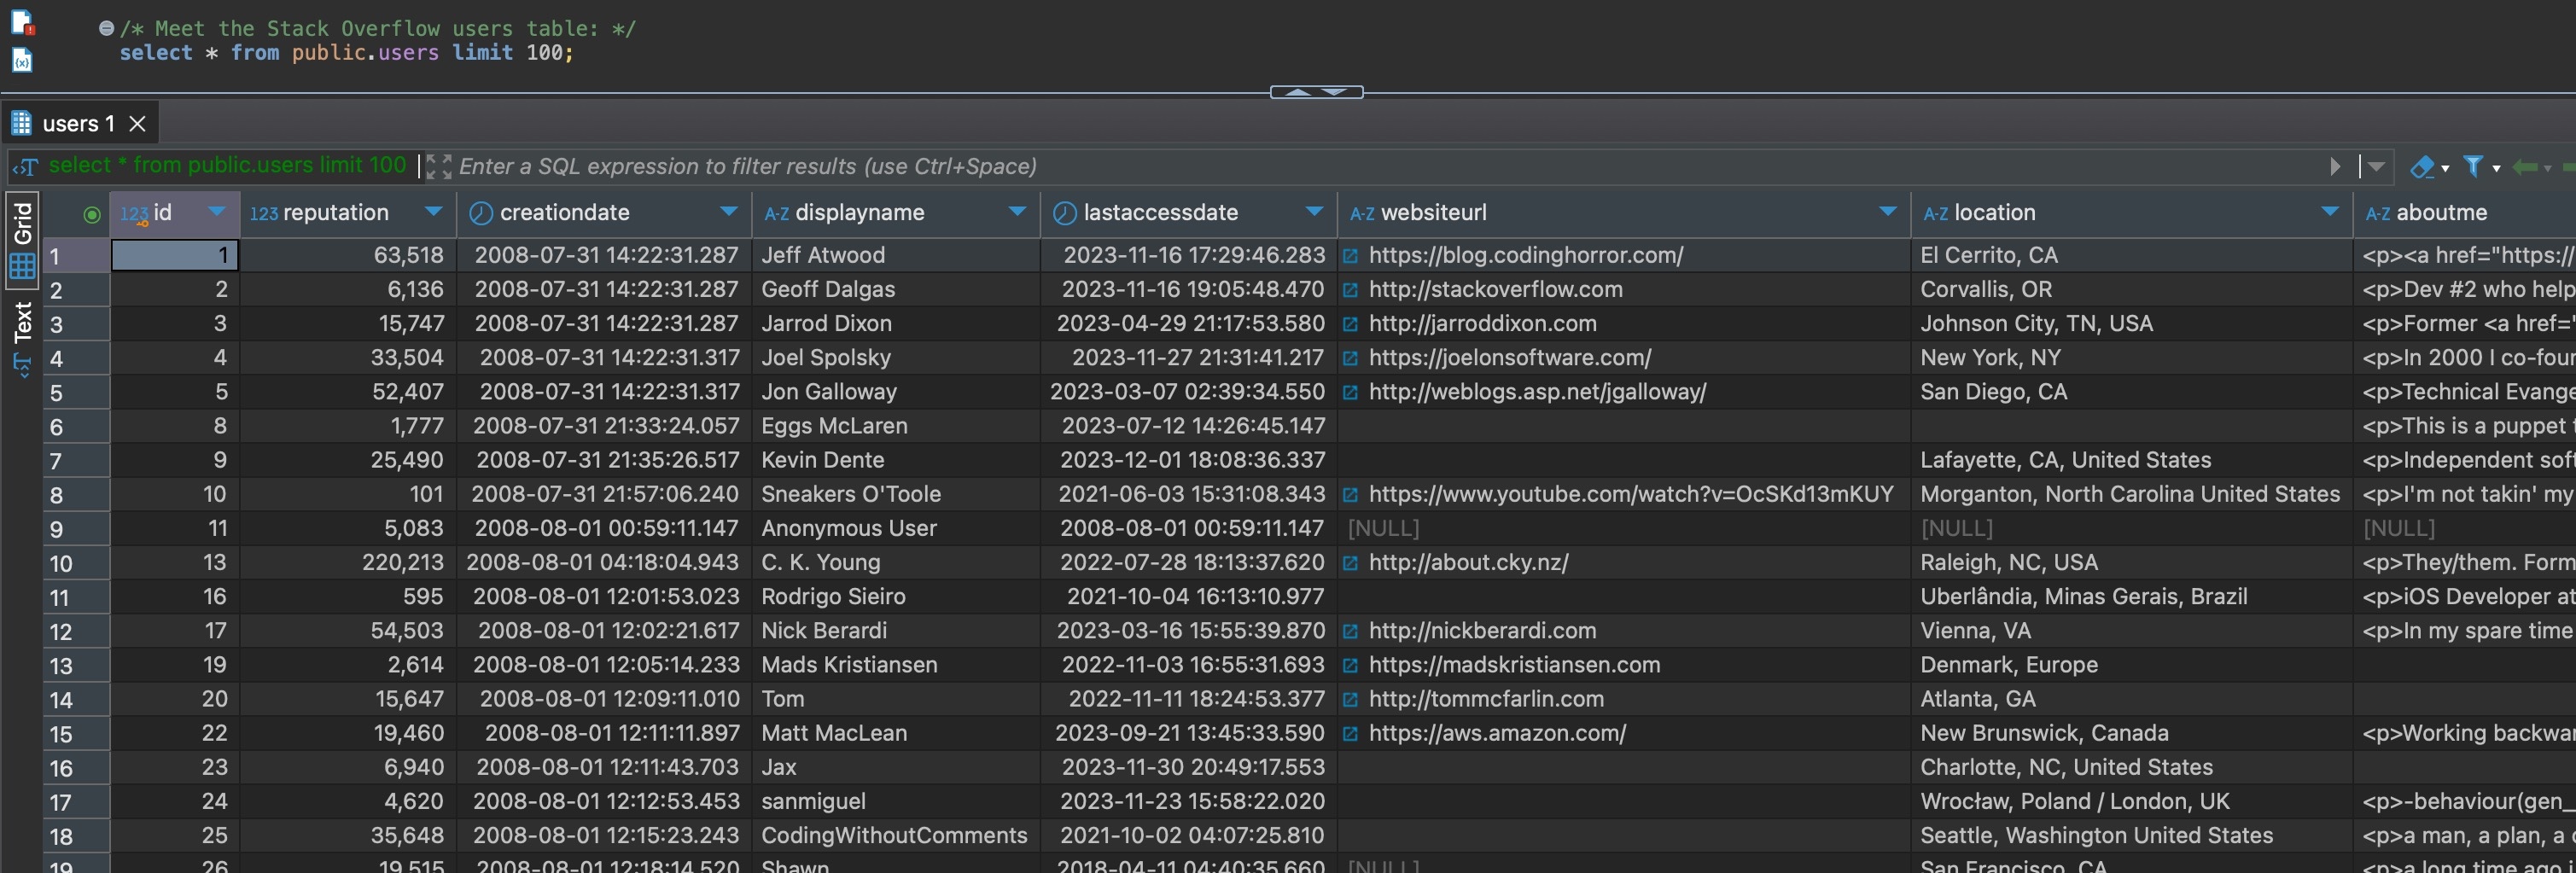 /* Meet the Stack Overflow users table: */
select * from public.users limit 100;
users 1
select * from public.users limit 100 Enter a SQL expression to filter results (use Ctrl+Space)
Grid
Text
123 id 123 reputation creationdate A-Z displayname lastaccessdate A-Z websiteurl A-Z location A-Z aboutme
1 1 63,518 2008-07-31 14:22:31.287 Jeff Atwood 2023-11-16 17:29:46.283 https://blog.codinghorror.com/ El Cerrito, CA <p><a href="https://
2 2 6,136 2008-07-31 14:22:31.287 Geoff Dalgas 2023-11-16 19:05:48.470 http://stackoverflow.com Corvallis, OR <p>Dev #2 who help
3 3 15,747 2008-07-31 14:22:31.287 Jarrod Dixon 2023-04-29 21:17:53.580 http://jarroddixon.com Johnson City, TN, USA <p>Former <a href="
4 4 33,504 2008-07-31 14:22:31.317 Joel Spolsky 2023-11-27 21:31:41.217 https://joelonsoftware.com/ New York, NY <p>In 2000 I co-foun
5 5 52,407 2008-07-31 14:22:31.317 Jon Galloway 2023-03-07 02:39:34.550 http://weblogs.asp.net/jgalloway/ San Diego, CA <p>Technical Evange
6 8 1,777 2008-07-31 21:33:24.057 Eggs McLaren 2023-07-12 14:26:45.147 <p>This is a puppet t
7 9 25,490 2008-07-31 21:35:26.517 Kevin Dente 2023-12-01 18:08:36.337 Lafayette, CA, United States <p>Independent soft
8 10 101 2008-07-31 21:57:06.240 Sneakers O'Toole 2021-06-03 15:31:08.343 https://www.youtube.com/watch?v=OcSKd13mKUY Morganton, North Carolina United States <p>I'm not takin' my
9 11 5,083 2008-08-01 00:59:11.147 Anonymous User 2008-08-01 00:59:11.147 [NULL] [NULL] [NULL]
10 13 220,213 2008-08-01 04:18:04.943 C. K. Young 2022-07-28 18:13:37.620 http://about.cky.nz/ Raleigh, NC, USA <p>They/them. Form
11 16 595 2008-08-01 12:01:53.023 Rodrigo Sieiro 2021-10-04 16:13:10.977 Uberlândia, Minas Gerais, Brazil <p>iOS Developer at
12 17 54,503 2008-08-01 12:02:21.617 Nick Berardi 2023-03-16 15:55:39.870 http://nickberardi.com Vienna, VA <p>In my spare time
13 19 2,614 2008-08-01 12:05:14.233 Mads Kristiansen 2022-11-03 16:55:31.693 https://madskristiansen.com Denmark, Europe
14 20 15,647 2008-08-01 12:09:11.010 Tom 2022-11-11 18:24:53.377 http://tommcfarlin.com Atlanta, GA
15 22 19,460 2008-08-01 12:11:11.897 Matt MacLean 2023-09-21 13:45:33.590 https://aws.amazon.com/ New Brunswick, Canada <p>Working backwar
16 23 6,940 2008-08-01 12:11:43.703 Jax 2023-11-30 20:49:17.553 Charlotte, NC, United States
17 24 4,620 2008-08-01 12:12:53.453 sanmiguel 2023-11-23 15:58:22.020 Wrocław, Poland / London, UK <p>-behaviour(gen_
18 25 35,648 2008-08-01 12:15:23.243 CodingWithoutComments 2021-10-02 04:07:25.810 Seattle, Washington United States <p>a man, a plan, a c
19 26 19,515 2008-08-01 12:18:14.520 Shawn 2018-04-11 04:40:35.660 [NULL] San Francisco, CA <p>a long time ago i